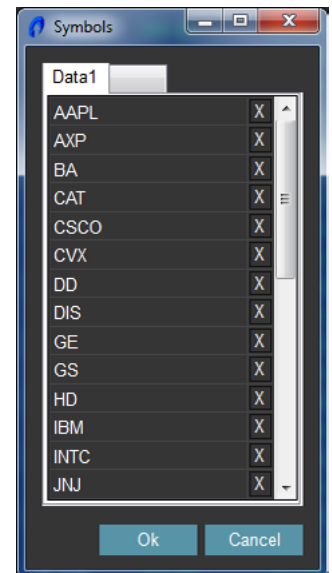 Symbols
Data1
AAPL X
AXP X
BA X
CAT X
CSCO X
CVX X
DD X
DIS X
GE X
GS X
HD X
IBM X
INTC X
JNJ X
Ok Cancel